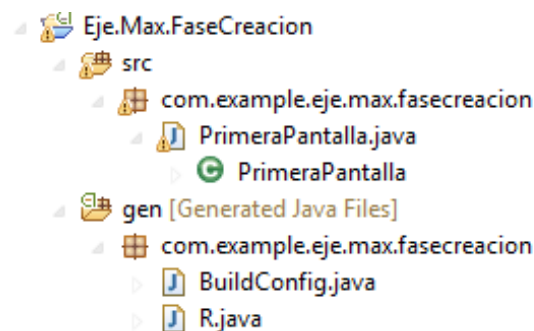 Eje.Max.FaseCreacion
src
com.example.eje.max.fasecreacion
PrimeraPantalla.java
PrimeraPantalla
gen [Generated Java Files]
com.example.eje.max.fasecreacion
BuildConfig.java
R.java